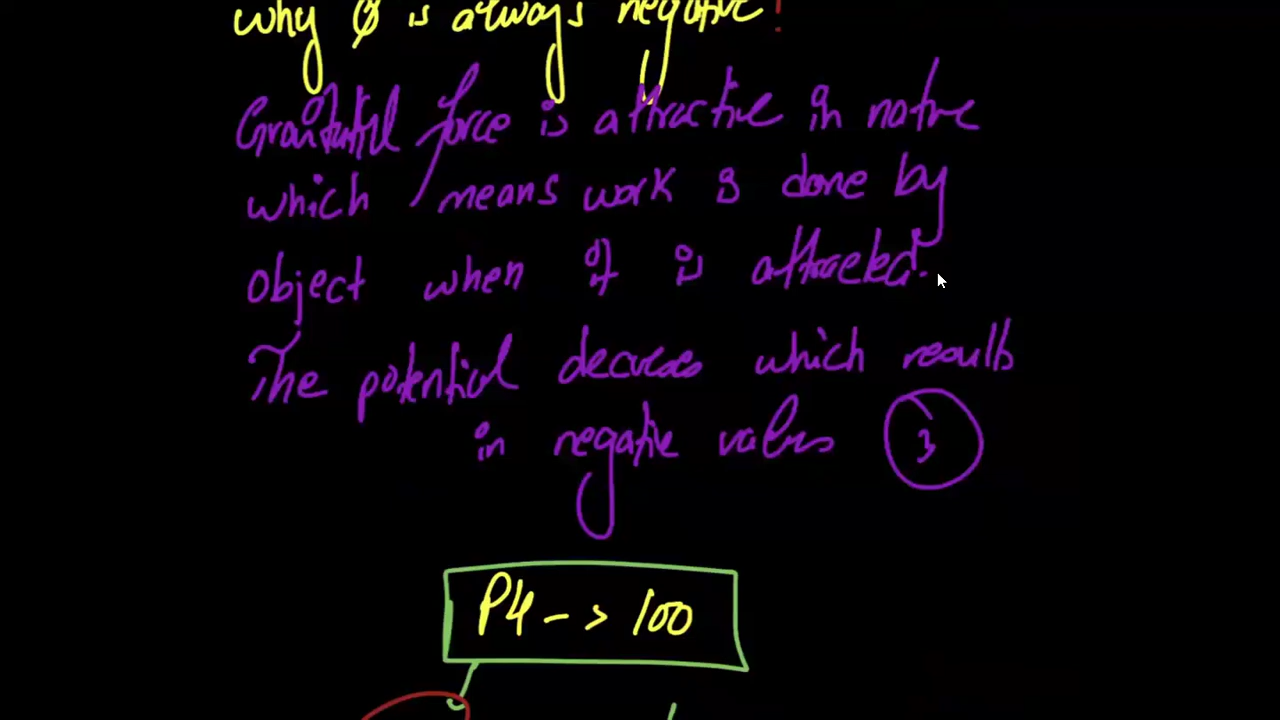 why φ is always negative!
Gravitational force is attractive in nature
which means work is done by
object when it is attracted.
The potential decreases which results
in negative values 3
P4 -> 100